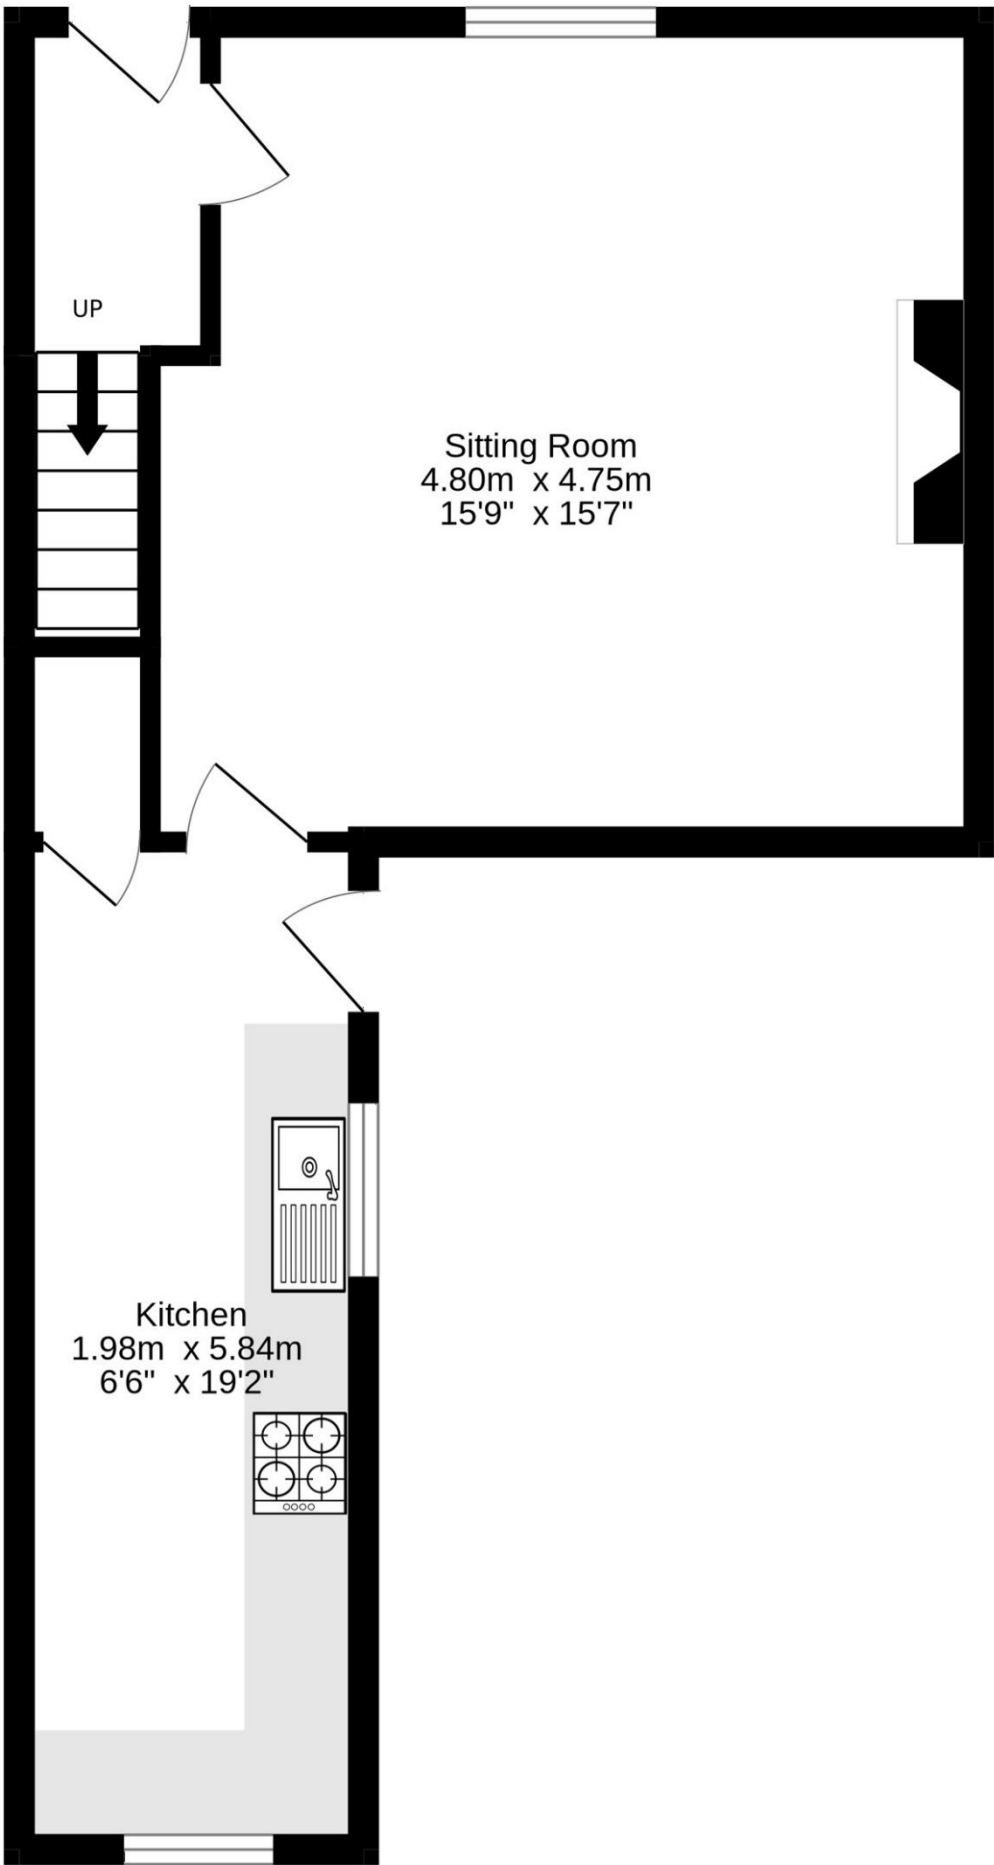 UP
Sitting Room
4.80m x 4.75m
15'9" x 15'7"
Kitchen
1.98m x 5.84m
6'6" x 19'2"